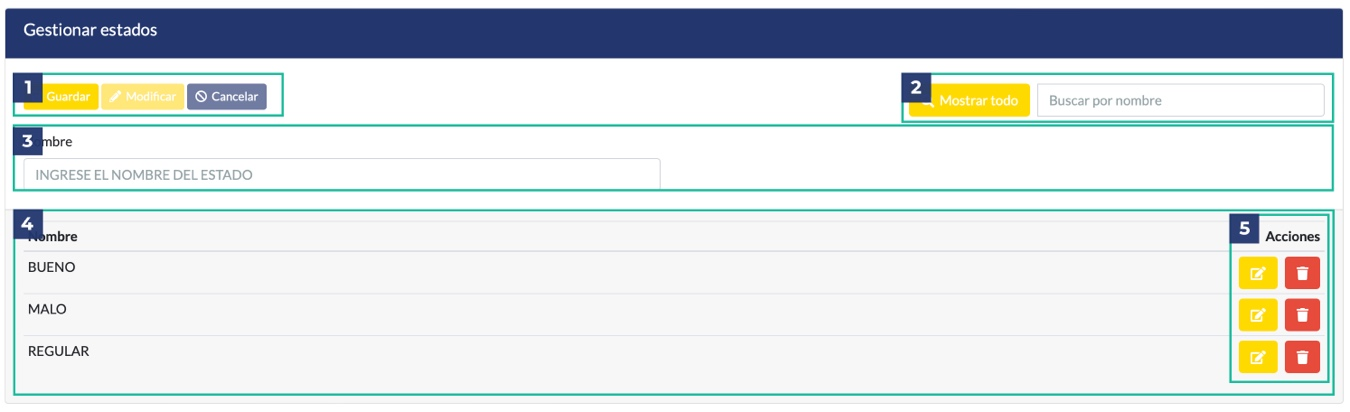 Gestionar estados
1 Guardar Modificar Cancelar
2 Mostrar todo Buscar por nombre
3 mbre
INGRESE EL NOMBRE DEL ESTADO
4
Nombre
5 Acciones
BUENO
MALO
REGULAR